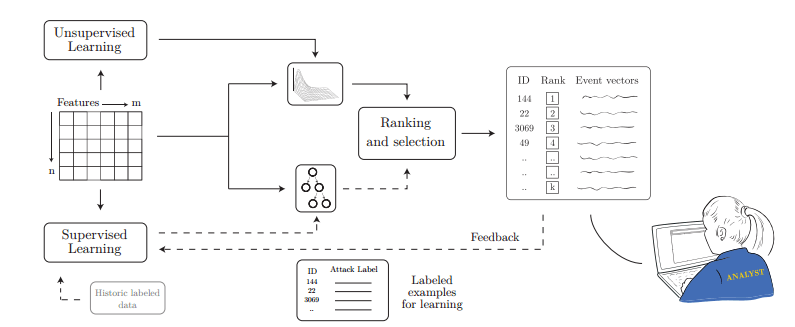 Unsupervised
Learning
Features m
n
Supervised
Learning
Historic labeled
data
Ranking
and selection
ID Rank Event vectors
144 1
22 2
3069 3
49 4
.. ..
.. ..
.. k
Feedback
ID Attack Label
144
22
3069
..
Labeled
examples
for learning
ANALYST